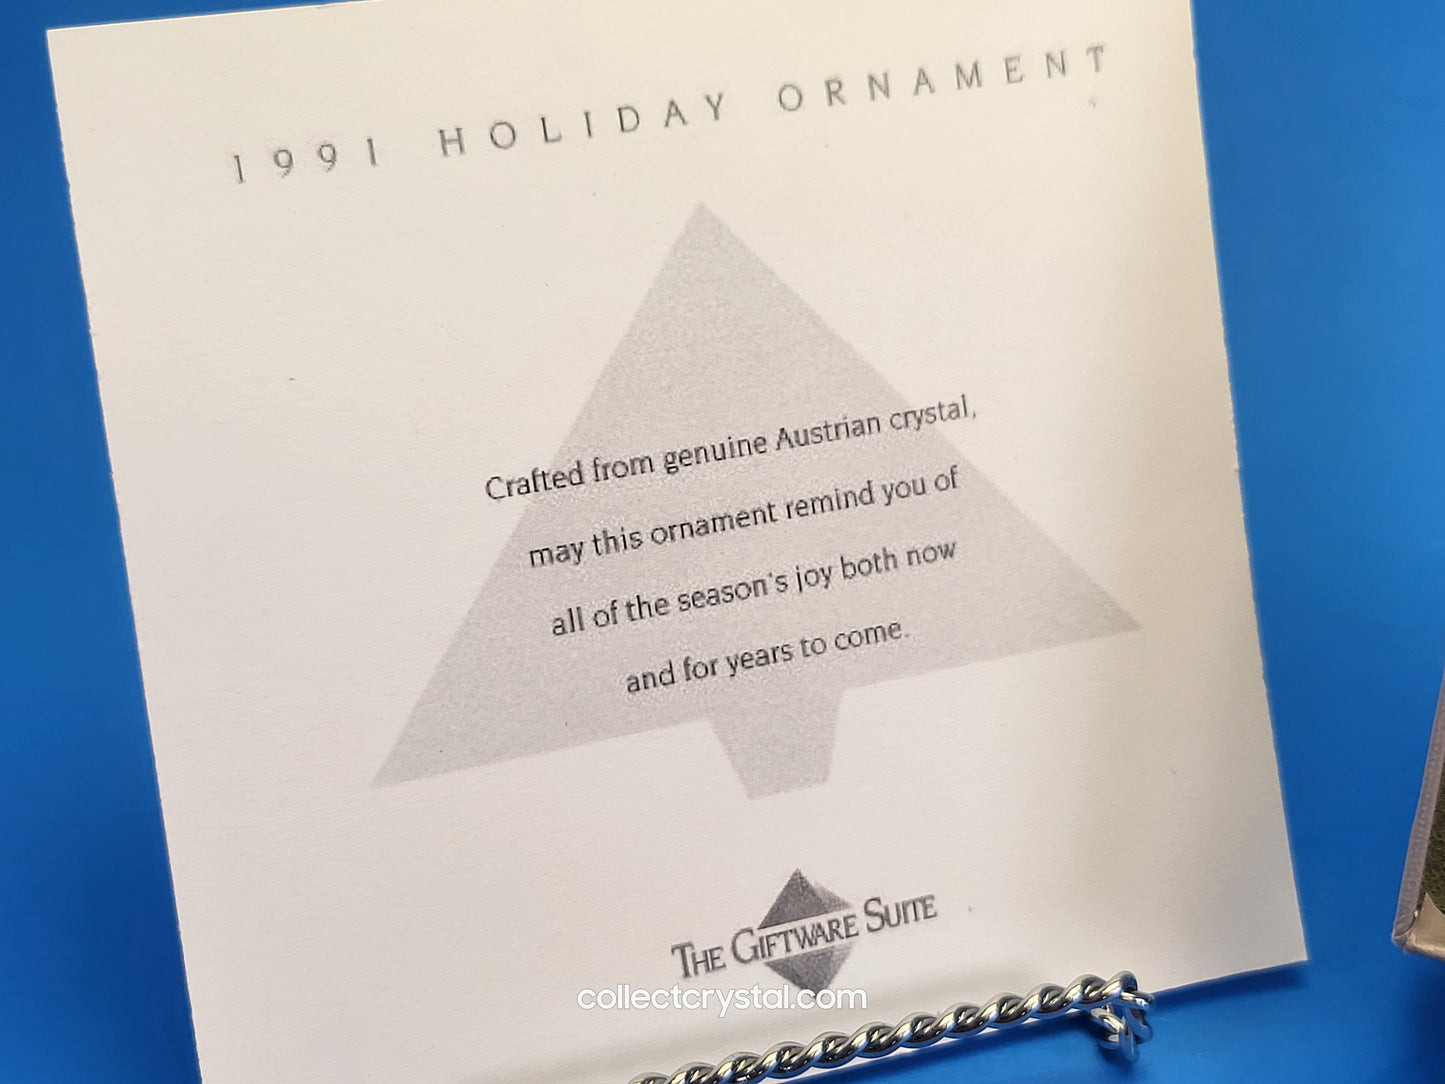 1991 HOLIDAY ORNAMENT
Crafted from genuine Austrian crystal,
may this ornament remind you of
all of the season's joy both now
and for years to come.
THE GIFTWARE SUITE
collectcrystal.com